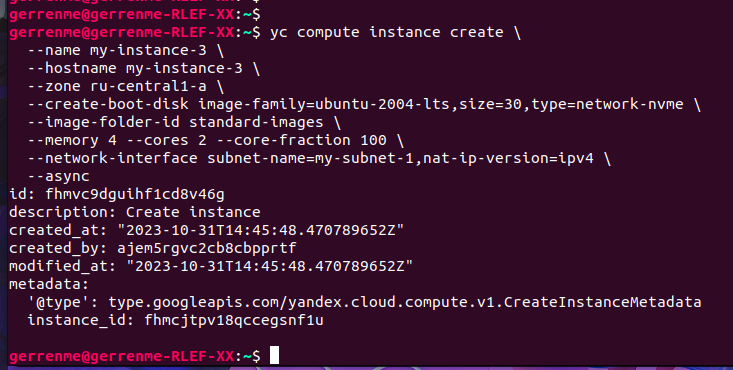 gerrenme@gerrenme-RLEF-XX:~$
gerrenme@gerrenme-RLEF-XX:~$ yc compute instance create \
  --name my-instance-3 \
  --hostname my-instance-3 \
  --zone ru-central1-a \
  --create-boot-disk image-family=ubuntu-2004-lts,size=30,type=network-nvme \
  --image-folder-id standard-images \
  --memory 4 --cores 2 --core-fraction 100 \
  --network-interface subnet-name=my-subnet-1,nat-ip-version=ipv4 \
  --async
id: fhmvc9dguihf1cd8v46g
description: Create instance
created_at: "2023-10-31T14:45:48.470789652Z"
created_by: ajem5rgvc2cb8cbpprtf
modified_at: "2023-10-31T14:45:48.470789652Z"
metadata:
  '@type': type.googleapis.com/yandex.cloud.compute.v1.CreateInstanceMetadata
  instance_id: fhmcjtpv18qccegsnf1u
gerrenme@gerrenme-RLEF-XX:~$